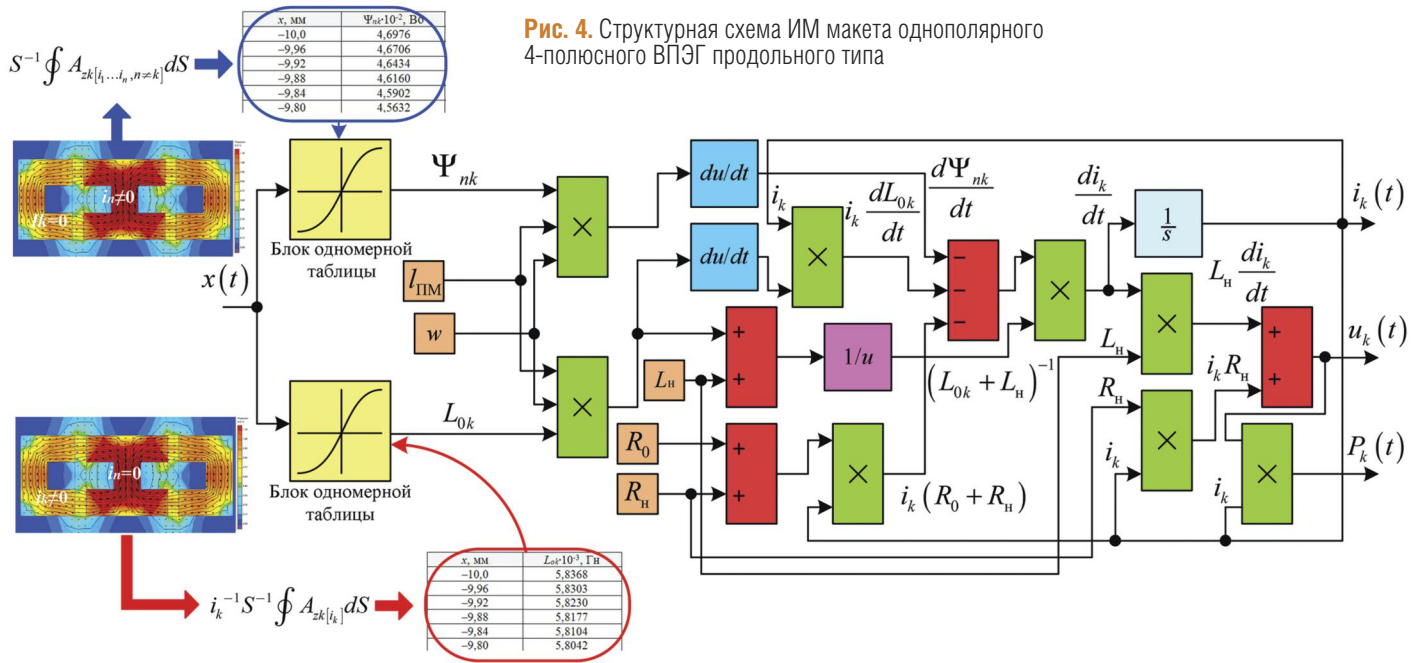 Рис. 4. Структурная схема ИМ макета однополярного
4-полюсного ВПЭГ продольного типа
x, мм Ψnk·10⁻², Вб
–10,0 4,6976
–9,96 4,6706
–9,92 4,6434
–9,88 4,6160
–9,84 4,5902
–9,80 4,5632
S⁻¹∮A_zk[i₁...iₙ,n≠k]dS
iₙ≠0
iₖ=0
Блок одномерной
таблицы
x(t)
Ψnk
×
l_ПМ
w
du/dt
du/dt
iₖ
×
iₖ dL₀ₖ/dt
dΨnk/dt
–
–
–
×
diₖ/dt
1/s
iₖ(t)
Lн diₖ/dt
Lн
×
+
+
uₖ(t)
+
+
Lн
1/u
(L₀ₖ + Lн)⁻¹
iₖRн
Rн
iₖ
×
L₀ₖ
×
Блок одномерной
таблицы
R₀
Rн
+
+
×
iₖ(R₀ + Rн)
iₖ
×
Pₖ(t)
iₙ=0
iₖ≠0
iₖ⁻¹S⁻¹∮A_zk[iₖ]dS
x, мм L₀ₖ·10⁻³, Гн
–10,0 5,8368
–9,96 5,8303
–9,92 5,8230
–9,88 5,8177
–9,84 5,8104
–9,80 5,8042